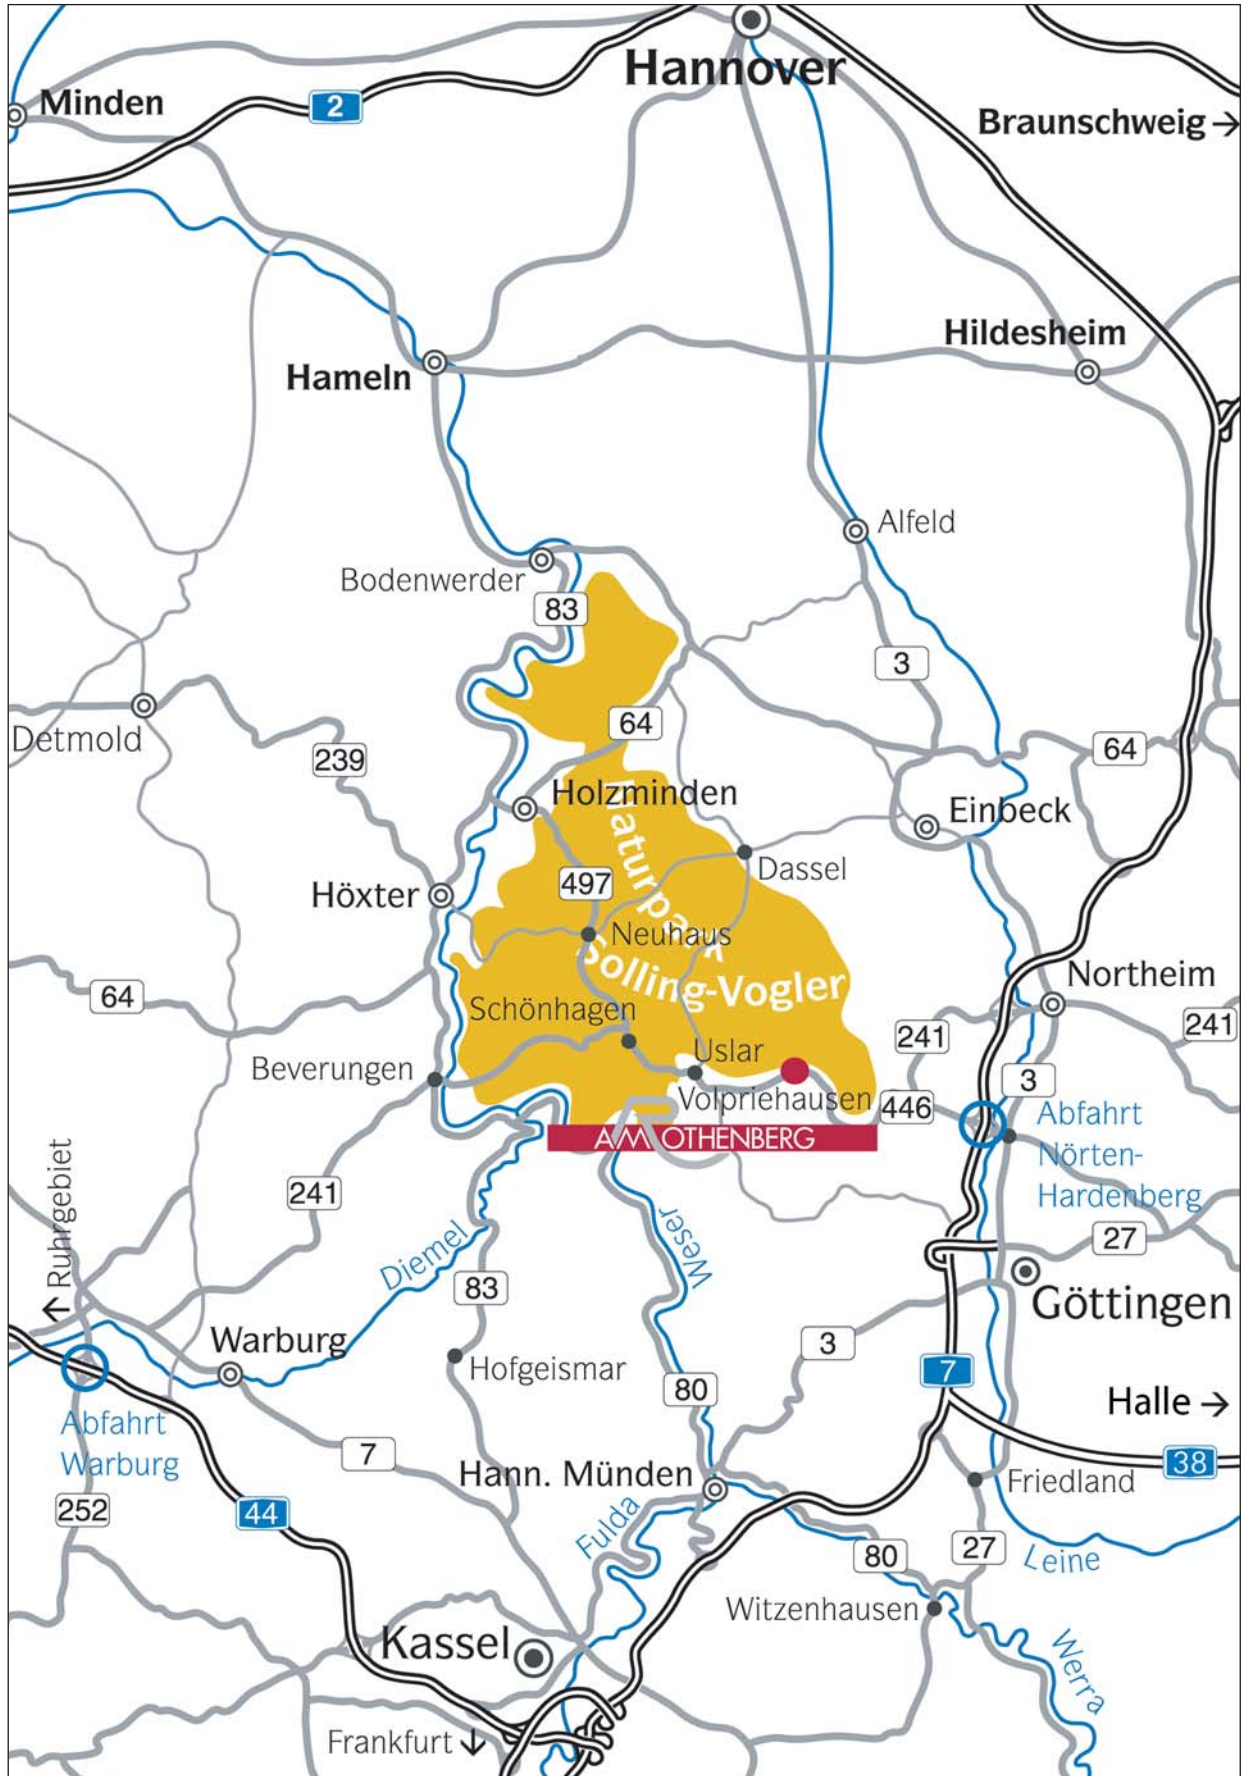 Hannover
Minden
2
Braunschweig →
Hildesheim
Hameln
Alfeld
Bodenwerder
83
3
Detmold
64
64
239
Holzminden
Einbeck
Naturpark
Solling-Vogler
Dassel
497
Höxter
Neuhaus
64
Northeim
Schönhagen
241
241
Uslar
Beverungen
3
Volpriehausen
446
Abfahrt
Nörten-
Hardenberg
AM OTHENBERG
← Ruhrgebiet
241
Diemel
Weser
27
83
Göttingen
Warburg
3
Hofgeismar
7
80
Halle →
Abfahrt
Warburg
7
Hann. Münden
38
Friedland
252
44
Fulda
80
27
Leine
Witzenhausen
Kassel
Werra
Frankfurt ↓